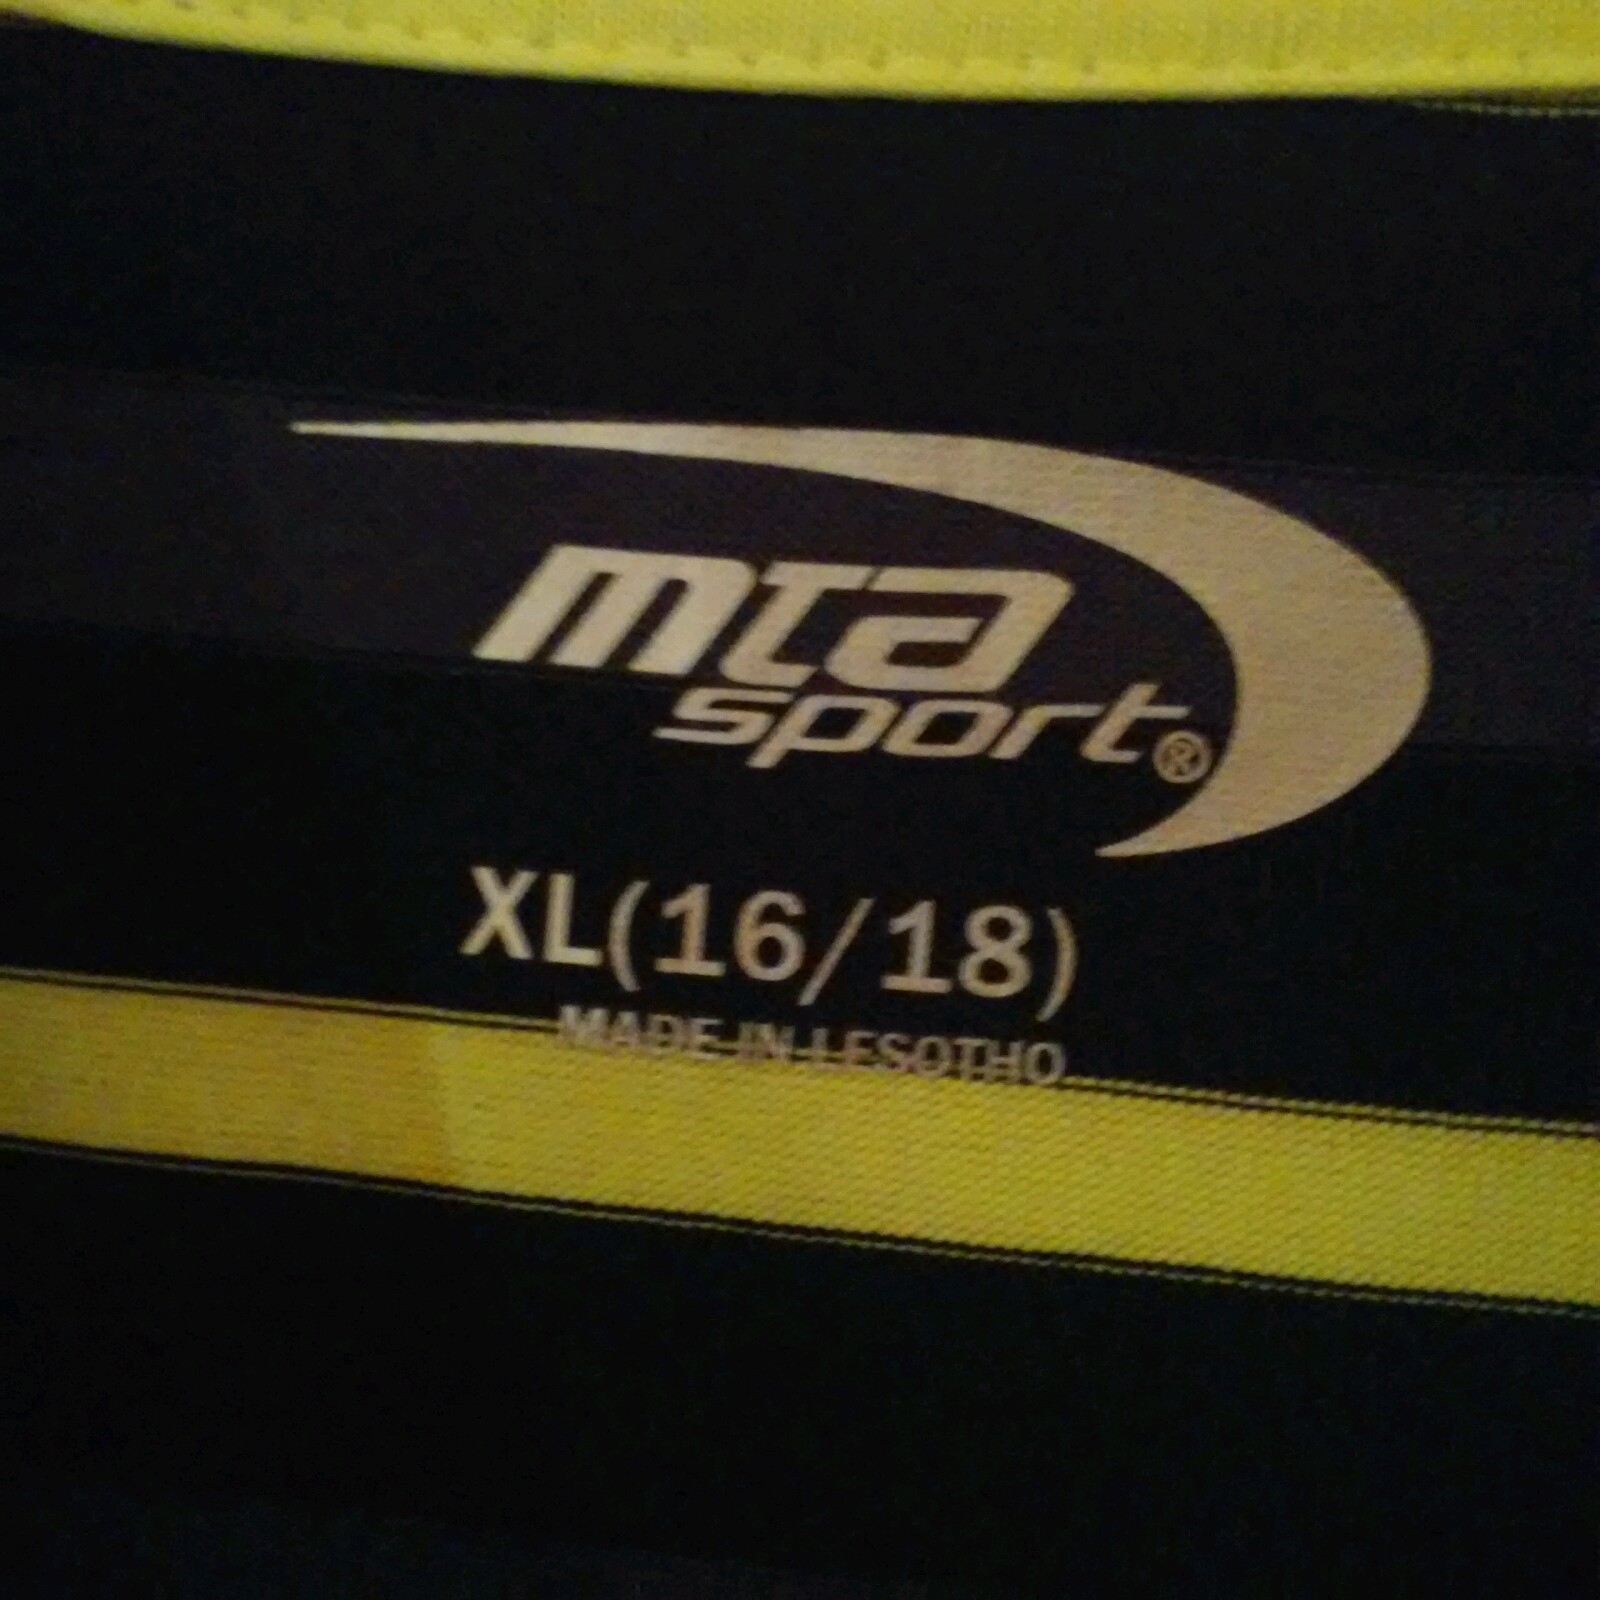 mta
sport®
XL(16/18)
MADE IN LESOTHO